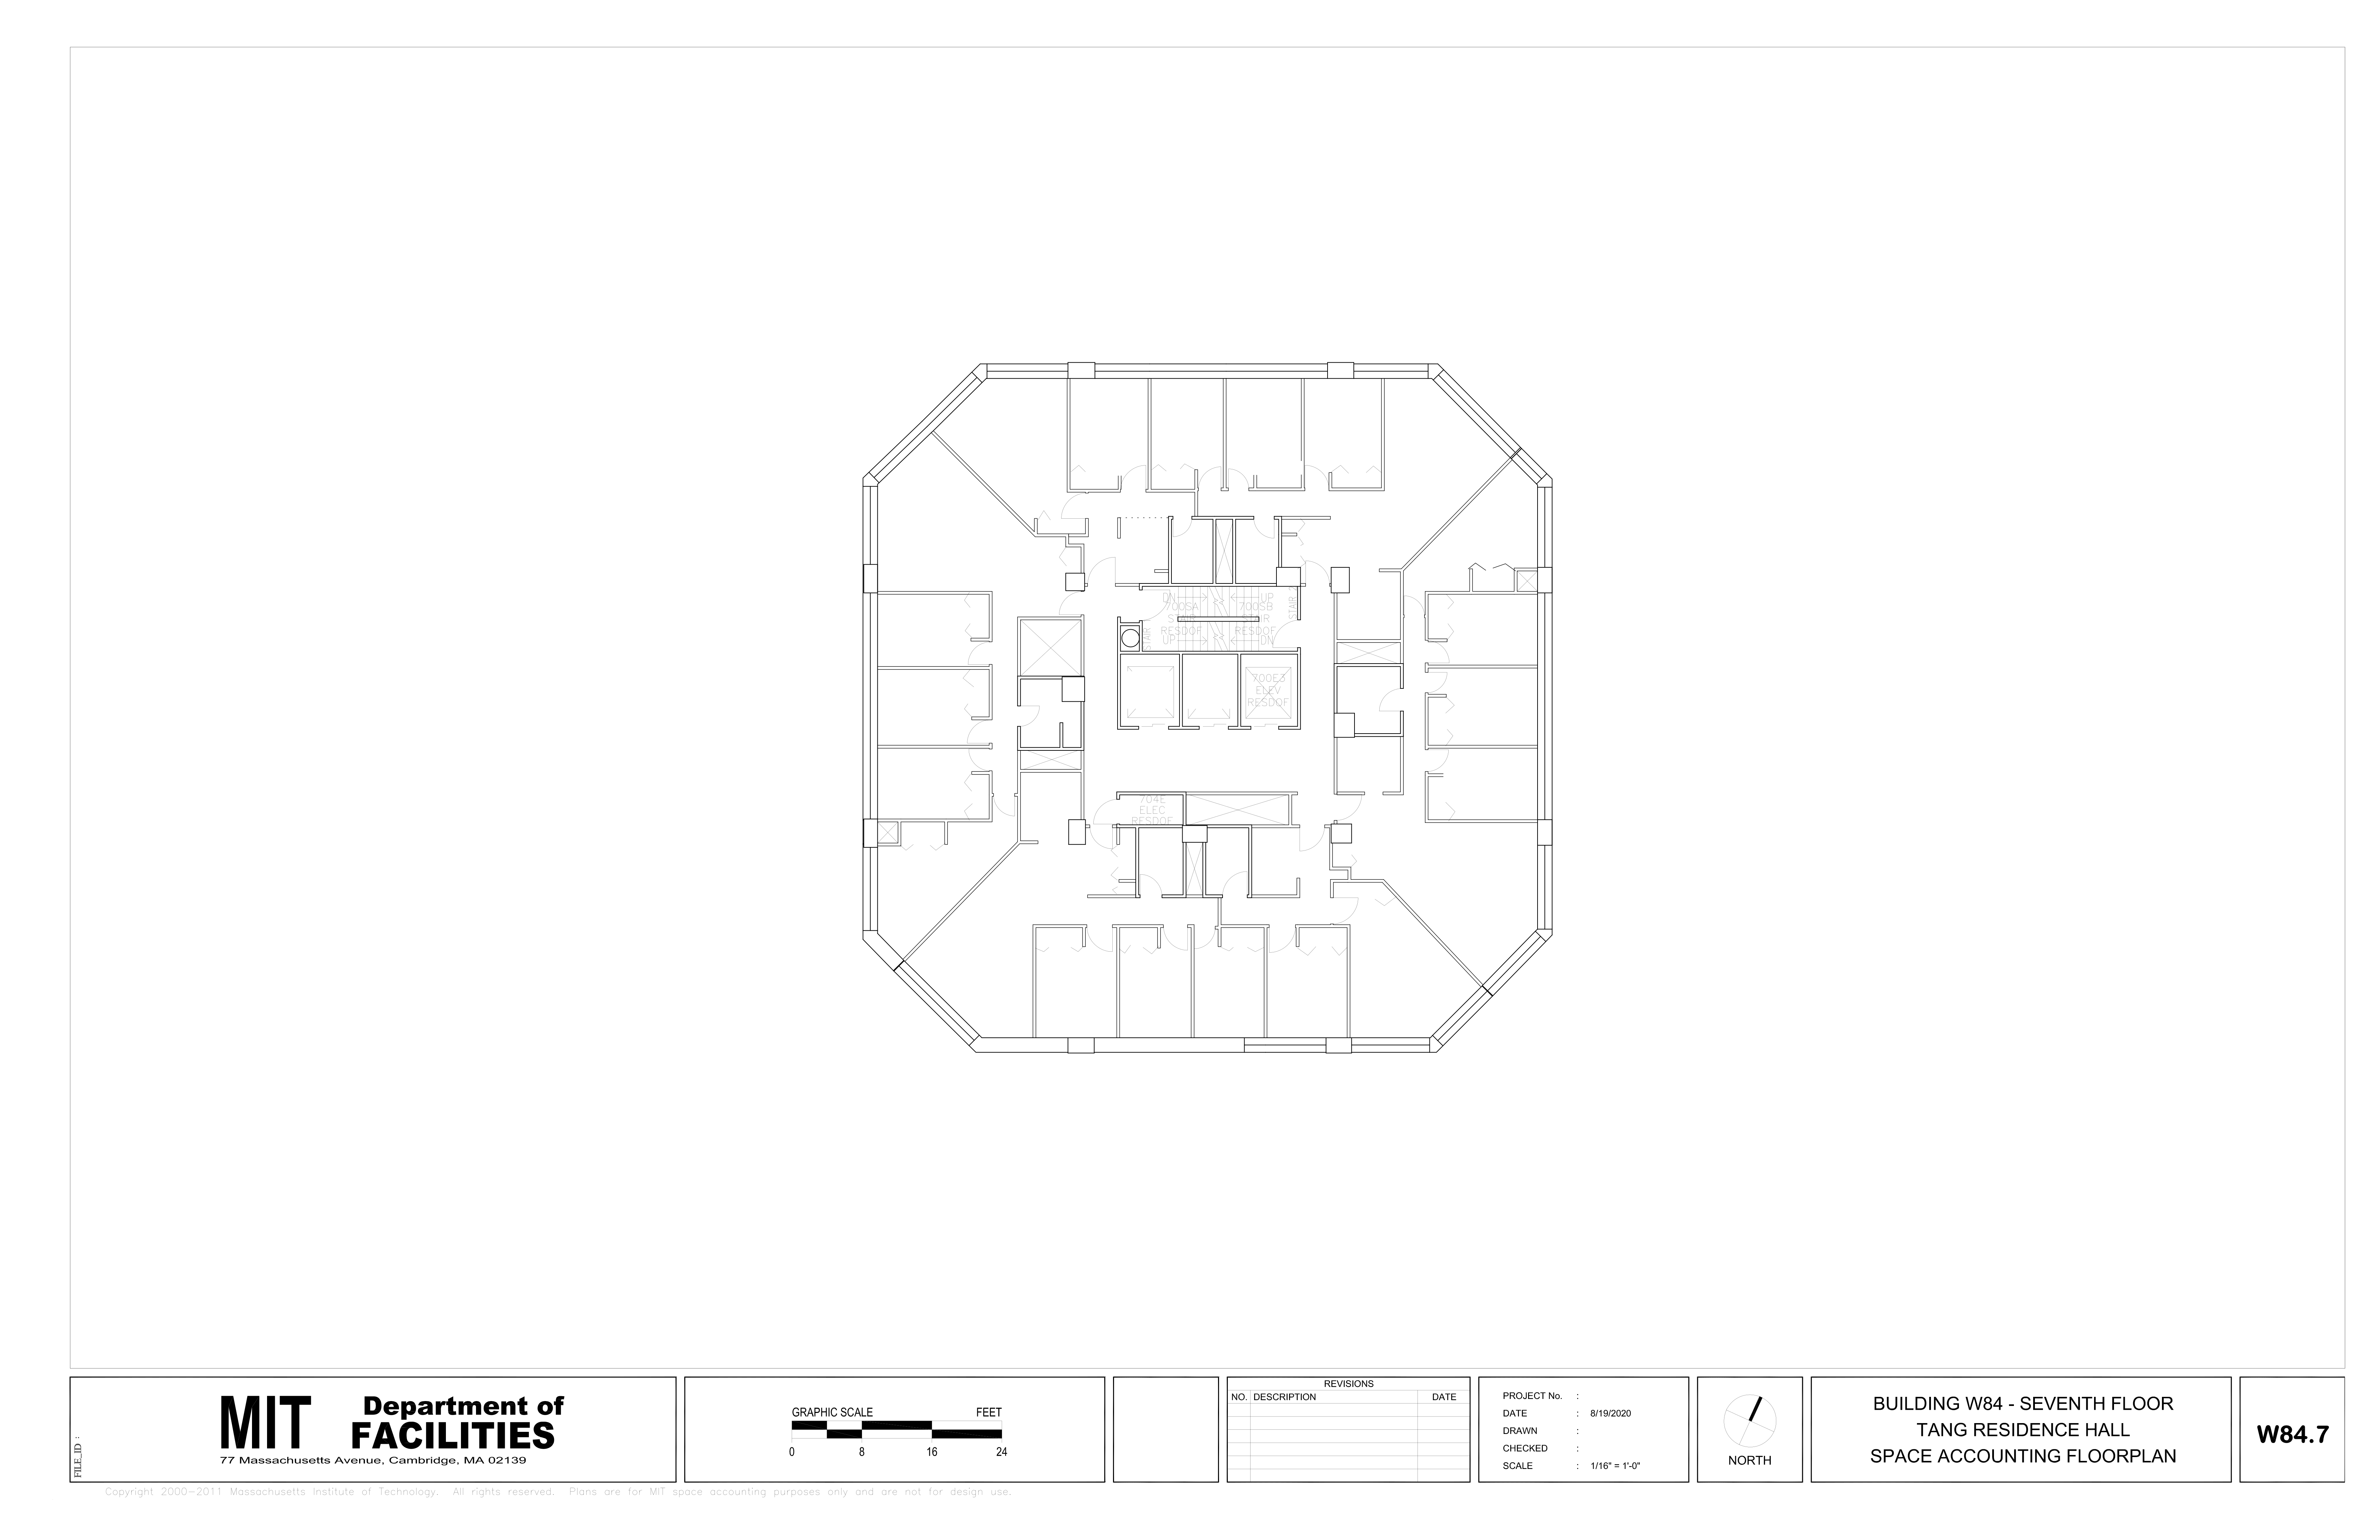 DN
UP
700SA
STAIR
RESDOF
UP
700SB
STAIR
RESDOF
DN
STAIR
STAIR 2
700E3
ELEV
RESDOF
704E
ELEC
RESDOF
FILE_ID :
MIT Department of
FACILITIES
77 Massachusetts Avenue, Cambridge, MA 02139
GRAPHIC SCALE FEET
0 8 16 24
REVISIONS
NO. DESCRIPTION DATE
PROJECT No. :
DATE : 8/19/2020
DRAWN :
CHECKED :
SCALE : 1/16" = 1'-0"
NORTH
BUILDING W84 - SEVENTH FLOOR
TANG RESIDENCE HALL
SPACE ACCOUNTING FLOORPLAN
W84.7
Copyright 2000-2011 Massachusetts Institute of Technology. All rights reserved. Plans are for MIT space accounting purposes only and are not for design use.